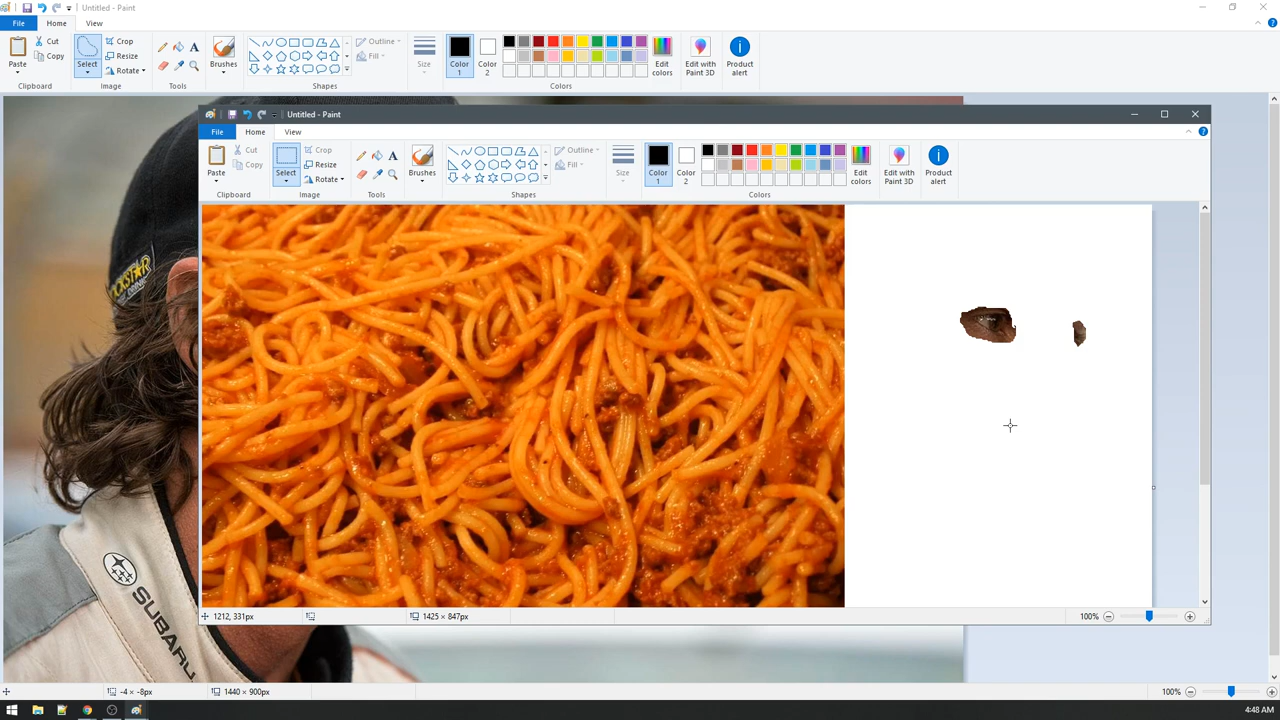 Untitled - Paint
File Home View
Paste Cut Copy Select Crop Resize Rotate Brushes Outline Fill Size Color 1 Color 2 Edit colors Edit with Paint 3D Product alert
Clipboard Image Tools Shapes Colors
Untitled - Paint
File Home View
Paste Cut Copy Select Crop Resize Rotate Brushes Outline Fill Size Color 1 Color 2 Edit colors Edit with Paint 3D Product alert
Clipboard Image Tools Shapes Colors
SUBARU
1212, 331px 1425 × 847px 100%
-4 × -8px 1440 × 900px 100%
4:48 AM